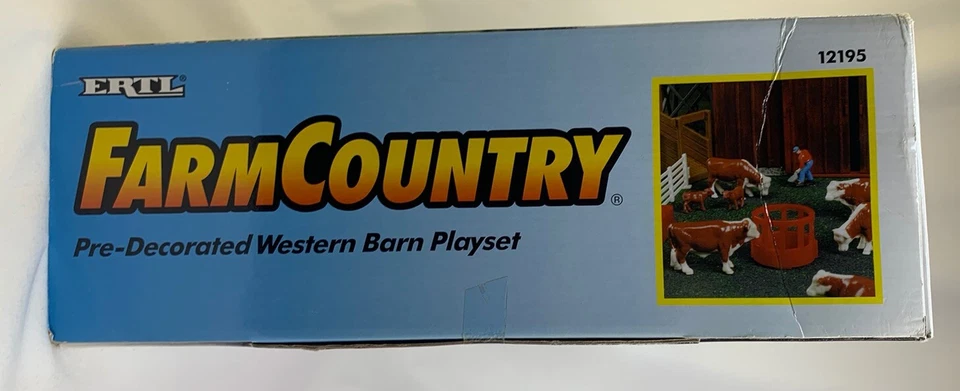 ERTL®
12195
FARMCOUNTRY®
Pre-Decorated Western Barn Playset